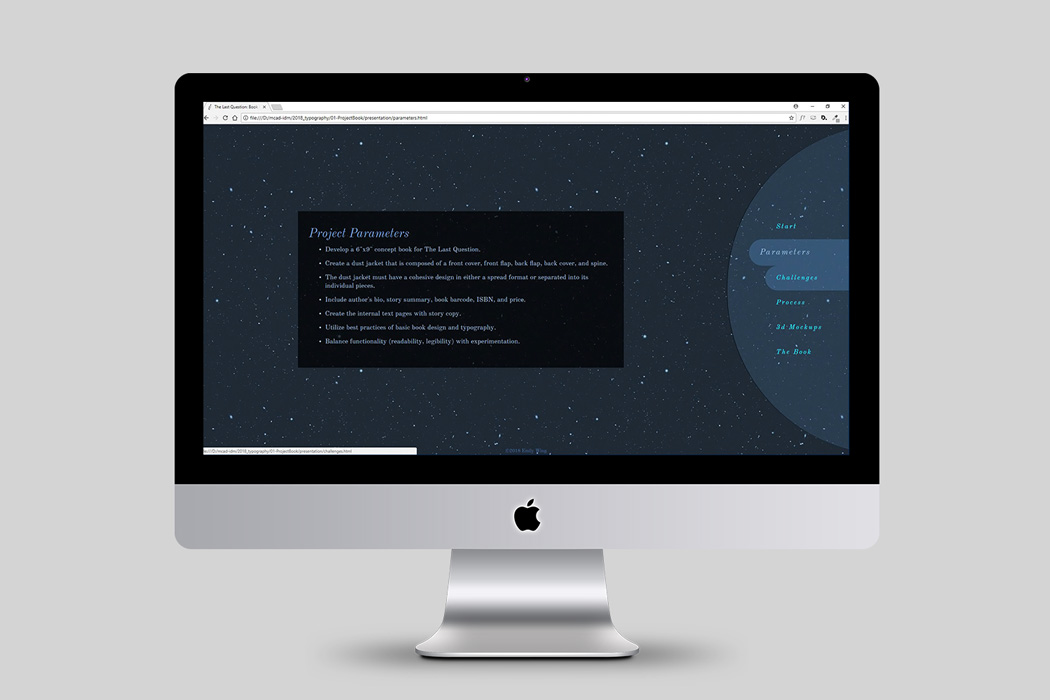 The Last Question: Book
file:///D:/mcad-idm/2018_typography/01-ProjectBook/presentation/parameters.html
Project Parameters
• Develop a 6"x9" concept book for The Last Question.
• Create a dust jacket that is composed of a front cover, front flap, back flap, back cover, and spine.
• The dust jacket must have a cohesive design in either a spread format or separated into its
individual pieces.
• Include author's bio, story summary, book barcode, ISBN, and price.
• Create the internal text pages with story copy.
• Utilize best practices of basic book design and typography.
• Balance functionality (readability, legibility) with experimentation.
Start
Parameters
Challenges
Process
3d Mockups
The Book
file:///D:/mcad-idm/2018_typography/01-ProjectBook/presentation/challenges.html
©2018